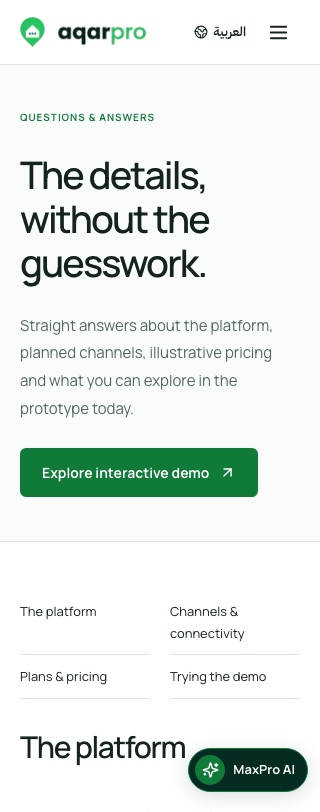 aqarpro
العربية
QUESTIONS & ANSWERS
The details,
without the
guesswork.
Straight answers about the platform,
planned channels, illustrative pricing
and what you can explore in the
prototype today.
Explore interactive demo
The platform
Channels &
connectivity
Plans & pricing
Trying the demo
The platform
MaxPro AI